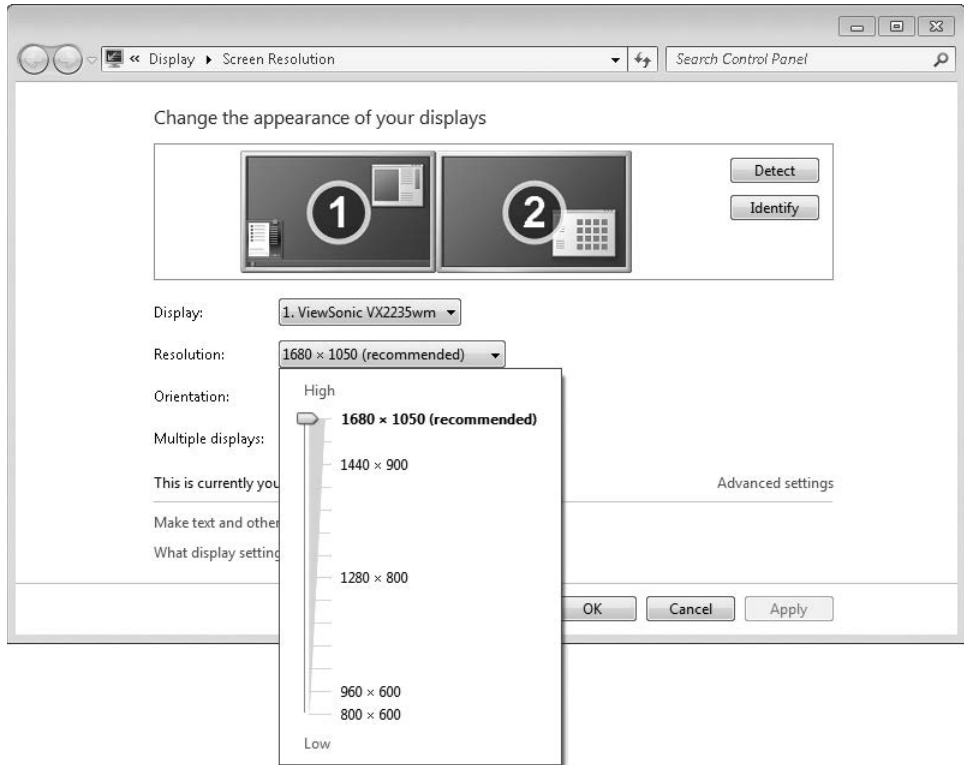 « Display ▸ Screen Resolution
Search Control Panel
Change the appearance of your displays
1
2
Detect
Identify
Display: 1. ViewSonic VX2235wm
Resolution: 1680 × 1050 (recommended)
Orientation:
Multiple displays:
High
1680 × 1050 (recommended)
1440 × 900
1280 × 800
960 × 600
800 × 600
Low
This is currently you
Advanced settings
Make text and other
What display setting
OK
Cancel
Apply